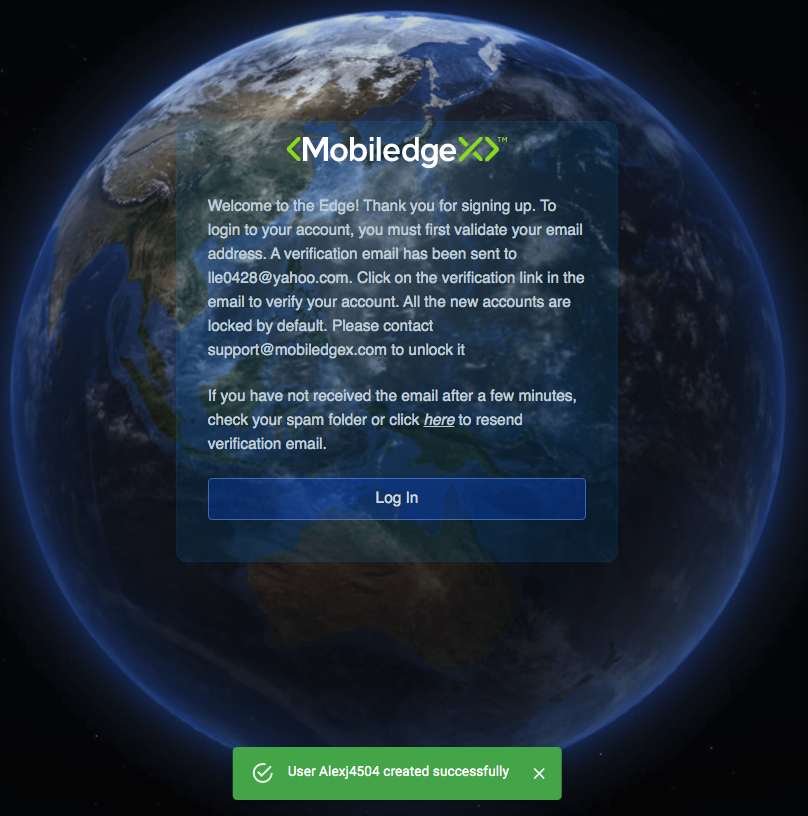 <MobiledgeX>™
Welcome to the Edge! Thank you for signing up. To
login to your account, you must first validate your email
address. A verification email has been sent to
lle0428@yahoo.com. Click on the verification link in the
email to verify your account. All the new accounts are
locked by default. Please contact
support@mobiledgex.com to unlock it
If you have not received the email after a few minutes,
check your spam folder or click here to resend
verification email.
Log In
User Alexj4504 created successfully